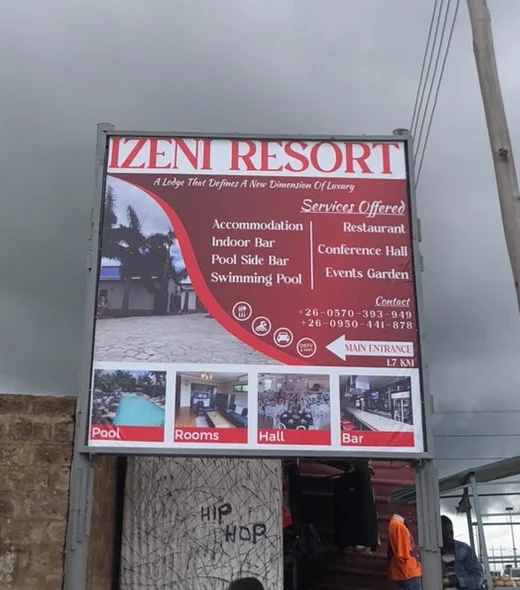 IZENI RESORT
A Lodge That Defines A New Dimension Of Luxury
Services Offered
Accommodation
Indoor Bar
Pool Side Bar
Swimming Pool
Restaurant
Conference Hall
Events Garden
Contact
+26-0570-393-949
+26-0950-441-878
MAIN ENTRANCE
1.7 KM
Pool
Rooms
Hall
Bar
HIP
HOP